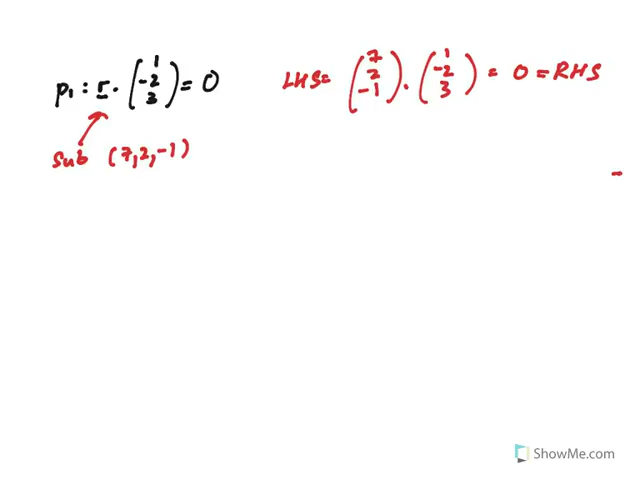 p₁ : r · (1 -2 3) = 0
LHS = (7 2 -1) · (1 -2 3) = 0 = RHS
Sub (7, 2, -1)
ShowMe.com